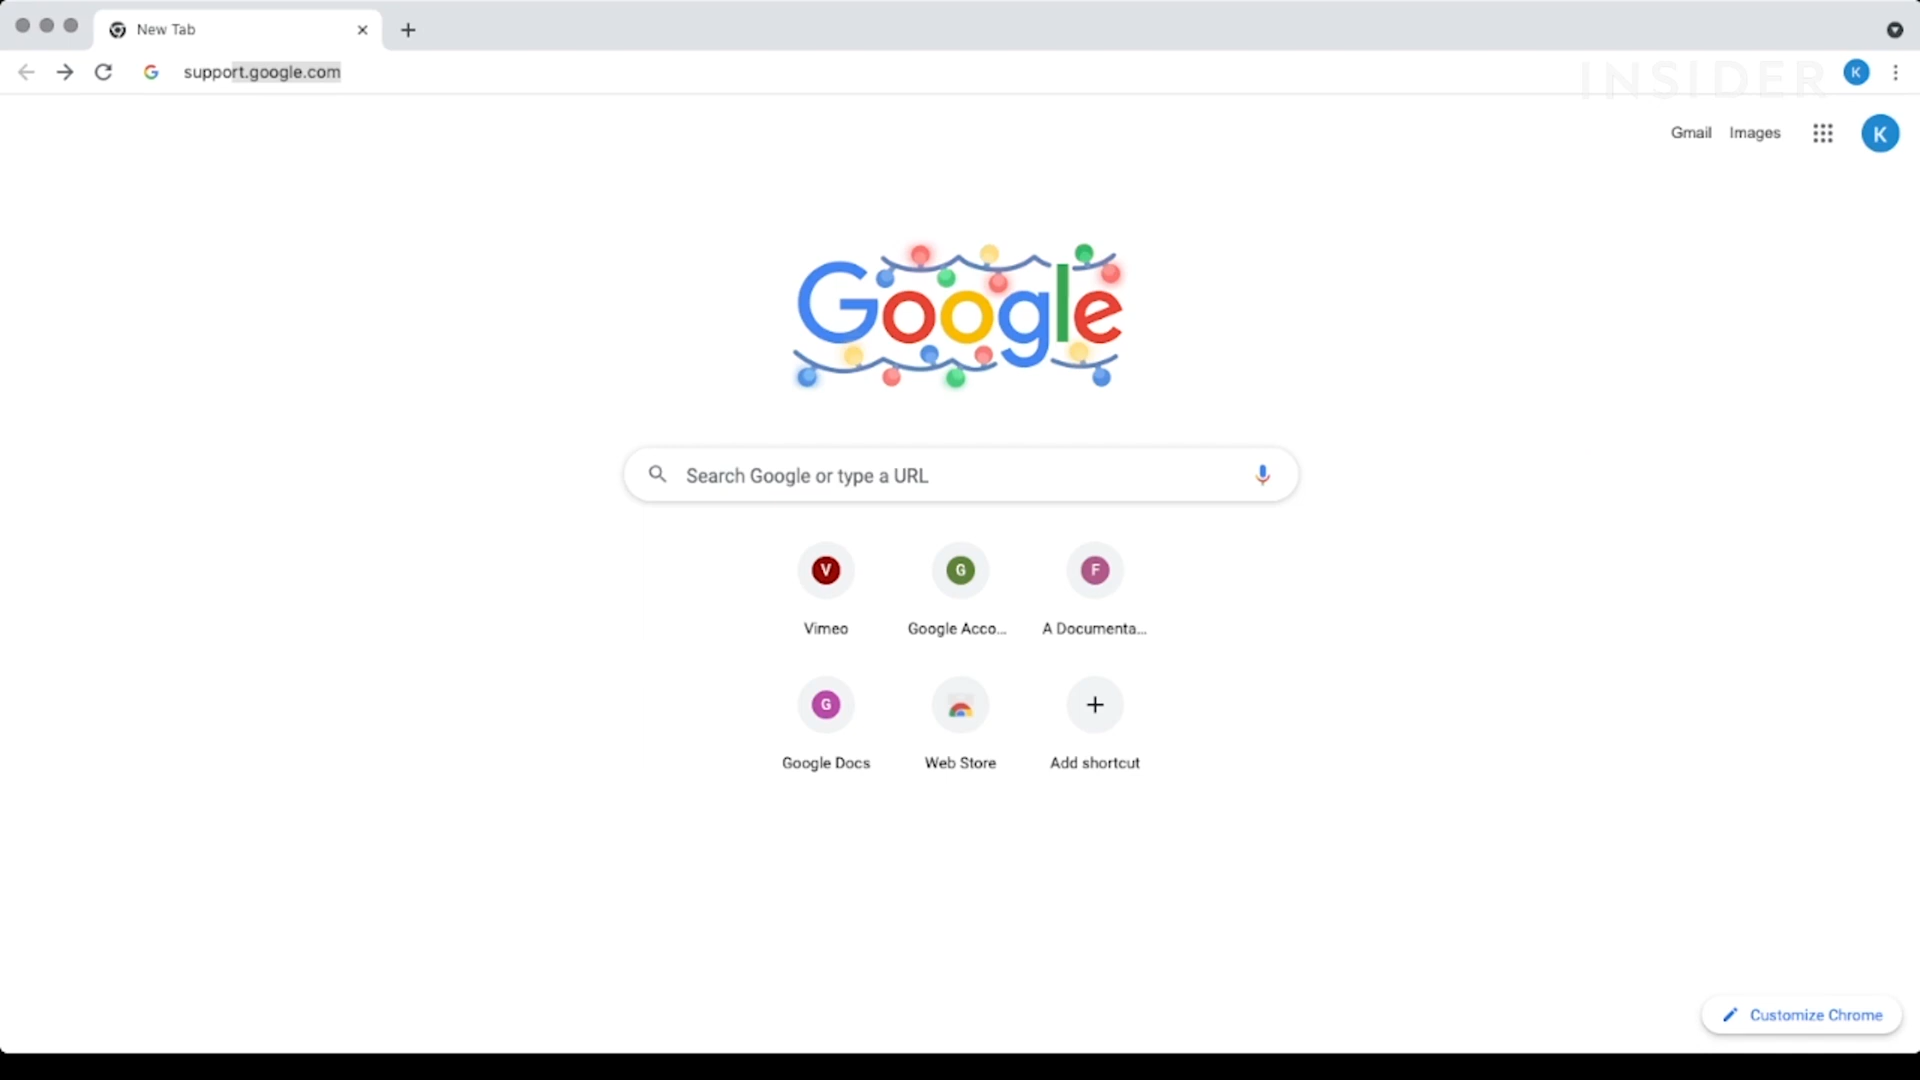 New Tab
support.google.com
INSIDER
K
Gmail Images
K
Google
Search Google or type a URL
V G F
Vimeo Google Acco... A Documenta...
G
Google Docs Web Store Add shortcut
Customize Chrome